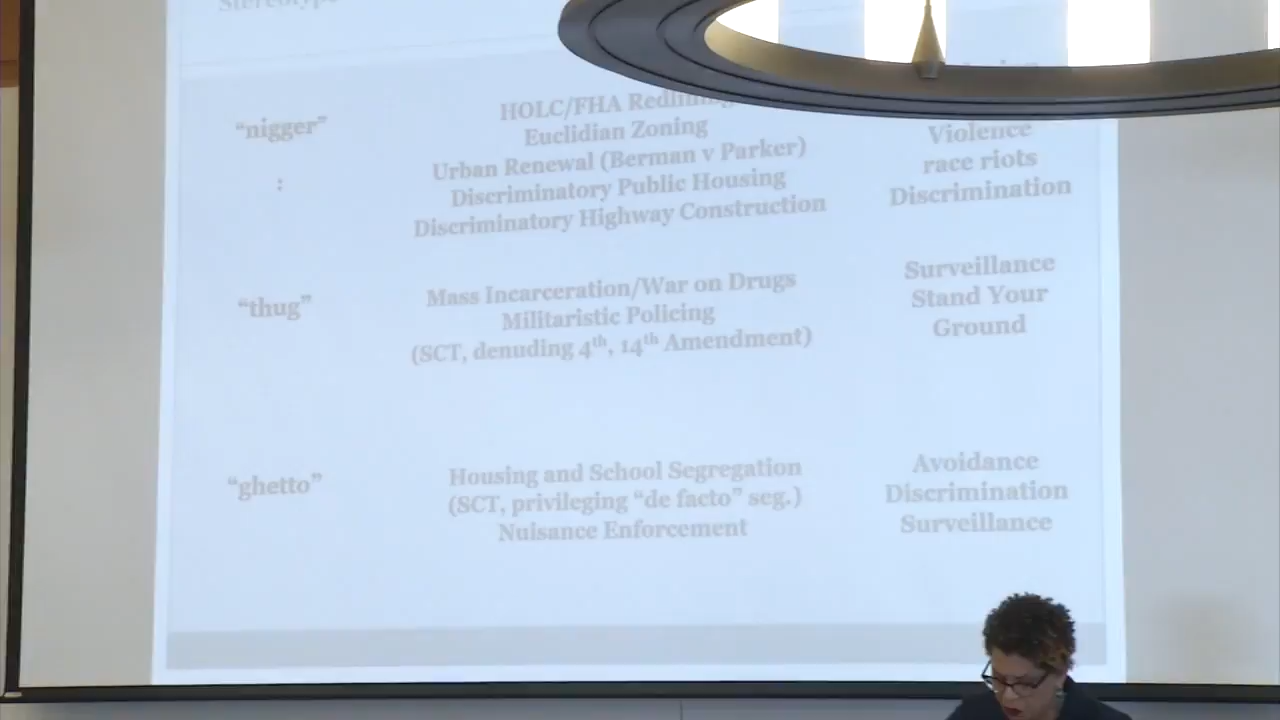 Stereotype
“nigger”
:
HOLC/FHA Redlining
Euclidian Zoning
Urban Renewal (Berman v Parker)
Discriminatory Public Housing
Discriminatory Highway Construction
Violence
race riots
Discrimination
“thug”
Mass Incarceration/War on Drugs
Militaristic Policing
(SCT, denuding 4th, 14th Amendment)
Surveillance
Stand Your
Ground
“ghetto”
Housing and School Segregation
(SCT, privileging “de facto” seg.)
Nuisance Enforcement
Avoidance
Discrimination
Surveillance